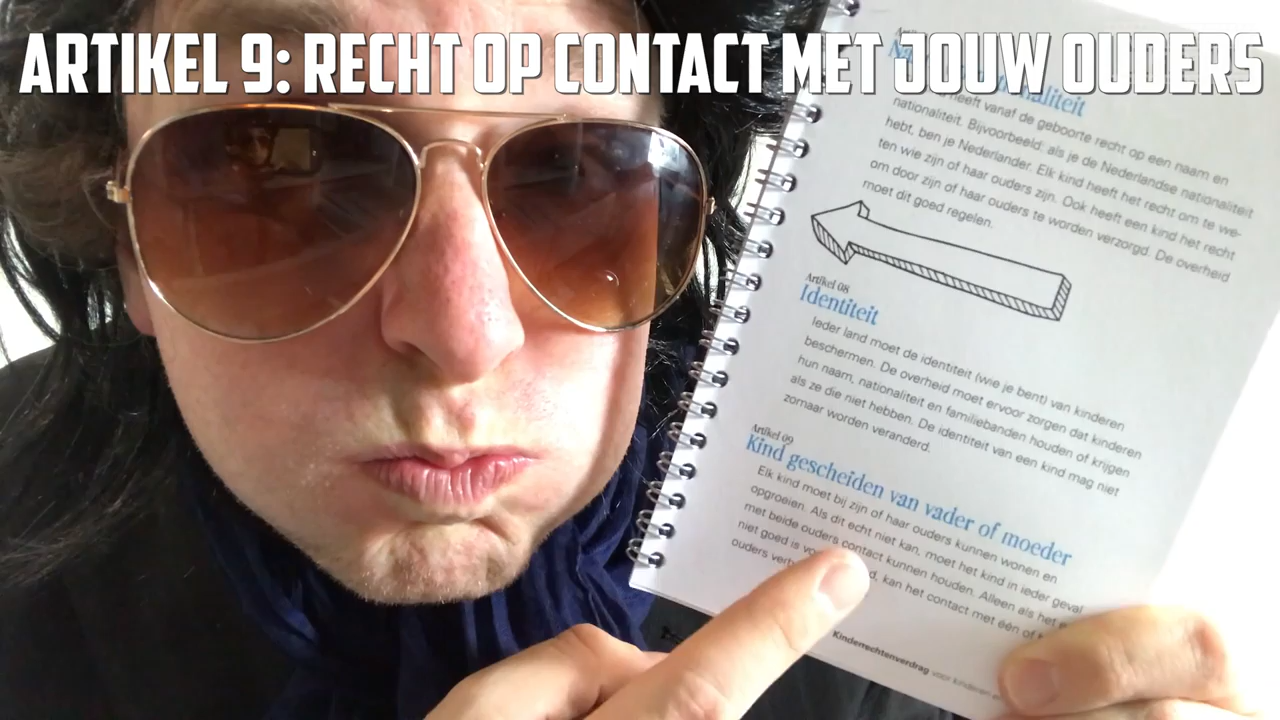 ARTIKEL 9: RECHT OP CONTACT MET JOUW OUDERS
heeft vanaf de geboorte recht op een naam en
nationaliteit. Bijvoorbeeld: als je de Nederlandse nationaliteit
hebt, ben je Nederlander. Elk kind heeft het recht om te we-
ten wie zijn of haar ouders zijn. Ook heeft een kind het recht
om door zijn of haar ouders te worden verzorgd. De overheid
moet dit goed regelen.
Artikel 08
Identiteit
Ieder land moet de identiteit (wie je bent) van kinderen
beschermen. De overheid moet ervoor zorgen dat kinderen
hun naam, nationaliteit en familiebanden houden of krijgen
als ze die niet hebben. De identiteit van een kind mag niet
zomaar worden veranderd.
Artikel 09
Kind gescheiden van vader of moeder
Elk kind moet bij zijn of haar ouders kunnen wonen en
opgroeien. Als dit echt niet kan, moet het kind in ieder geval
met beide ouders contact kunnen houden. Alleen als het
niet goed is kan het contact met één of
ouders
Kinderrechtenverdrag voor kinderen